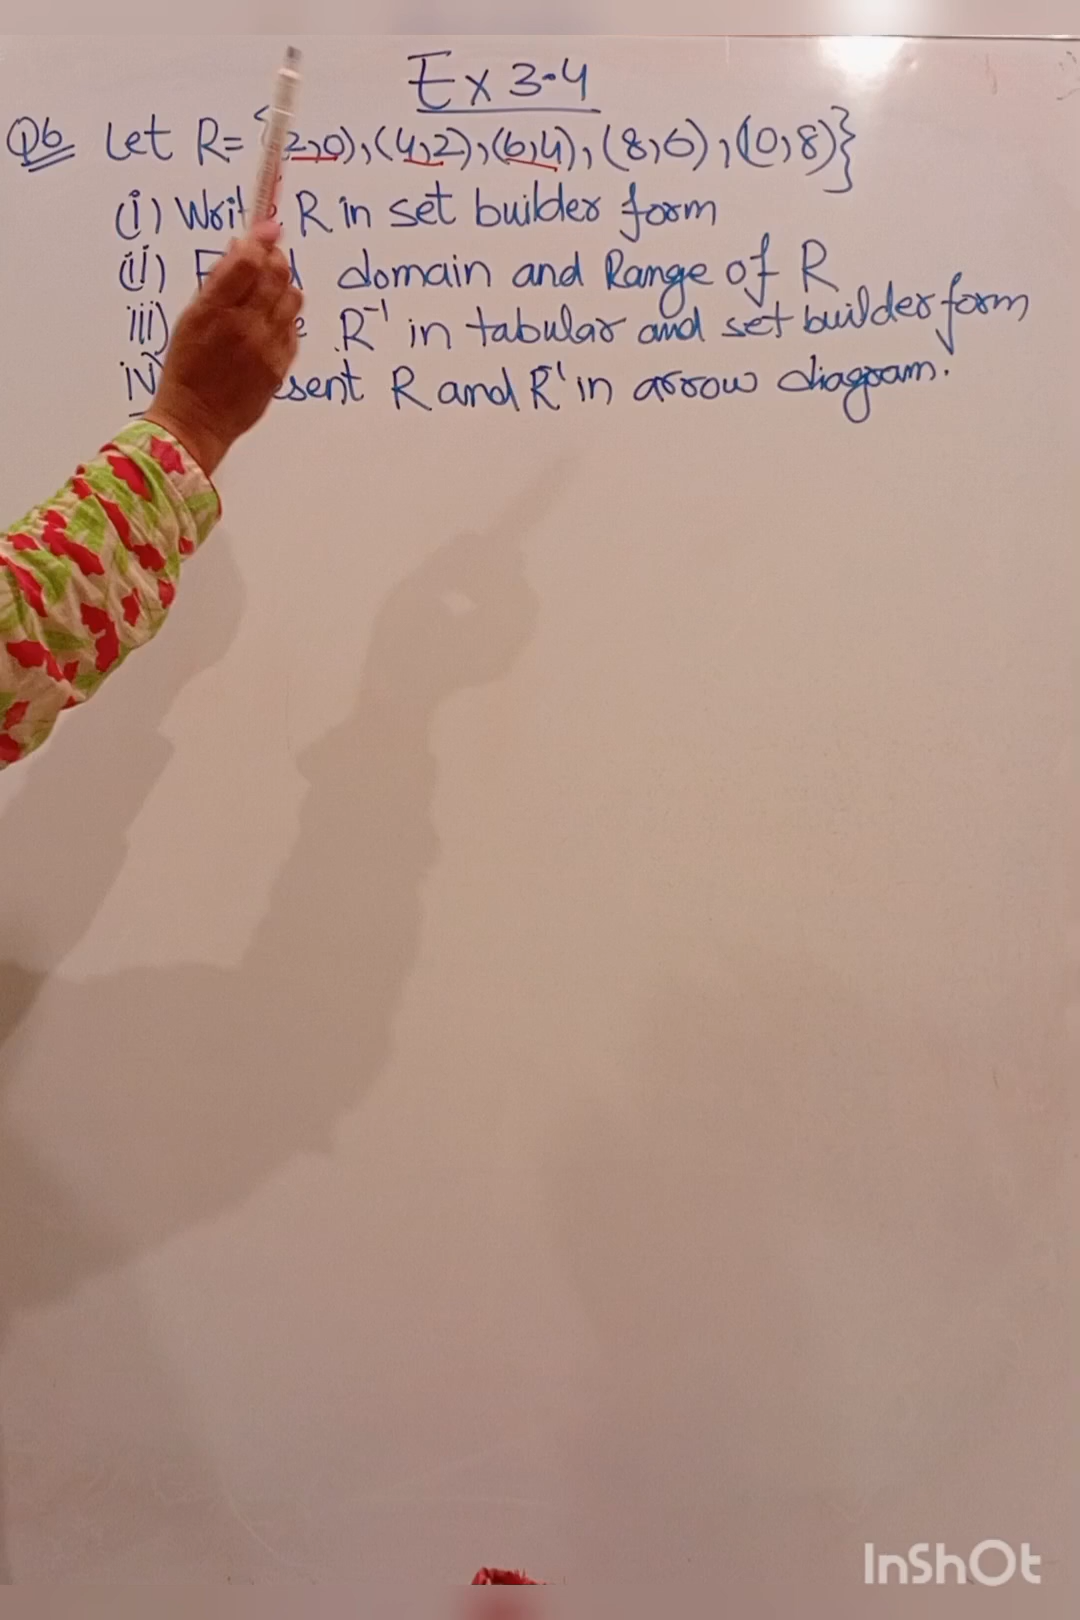 Ex 3.4
Q6 Let R= {(2,0),(4,2),(6,4),(8,6),(10,8)}
(i) Write R in set builder form
(ii) Find domain and Range of R
iii) R⁻¹ in tabular and set builder form
iv) R and R⁻¹ in arrow diagram.
InShOt